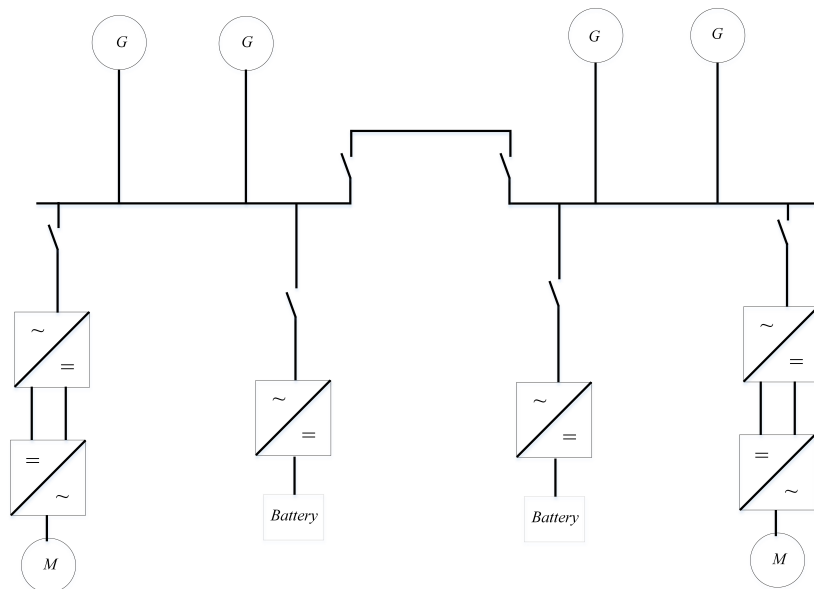 G
G
G
G
~
=
~
=
~
=
~
=
=
~
=
~
Battery
Battery
M
M